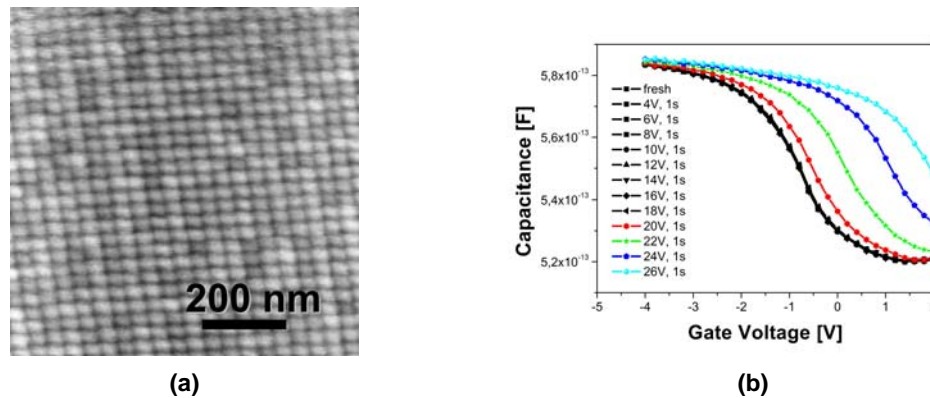 200 nm
(a)
Capacitance [F]
5,8x10⁻¹³
5,6x10⁻¹³
5,4x10⁻¹³
5,2x10⁻¹³
fresh
4V, 1s
6V, 1s
8V, 1s
10V, 1s
12V, 1s
14V, 1s
16V, 1s
18V, 1s
20V, 1s
22V, 1s
24V, 1s
26V, 1s
-5 -4 -3 -2 -1 0 1 2
Gate Voltage [V]
(b)